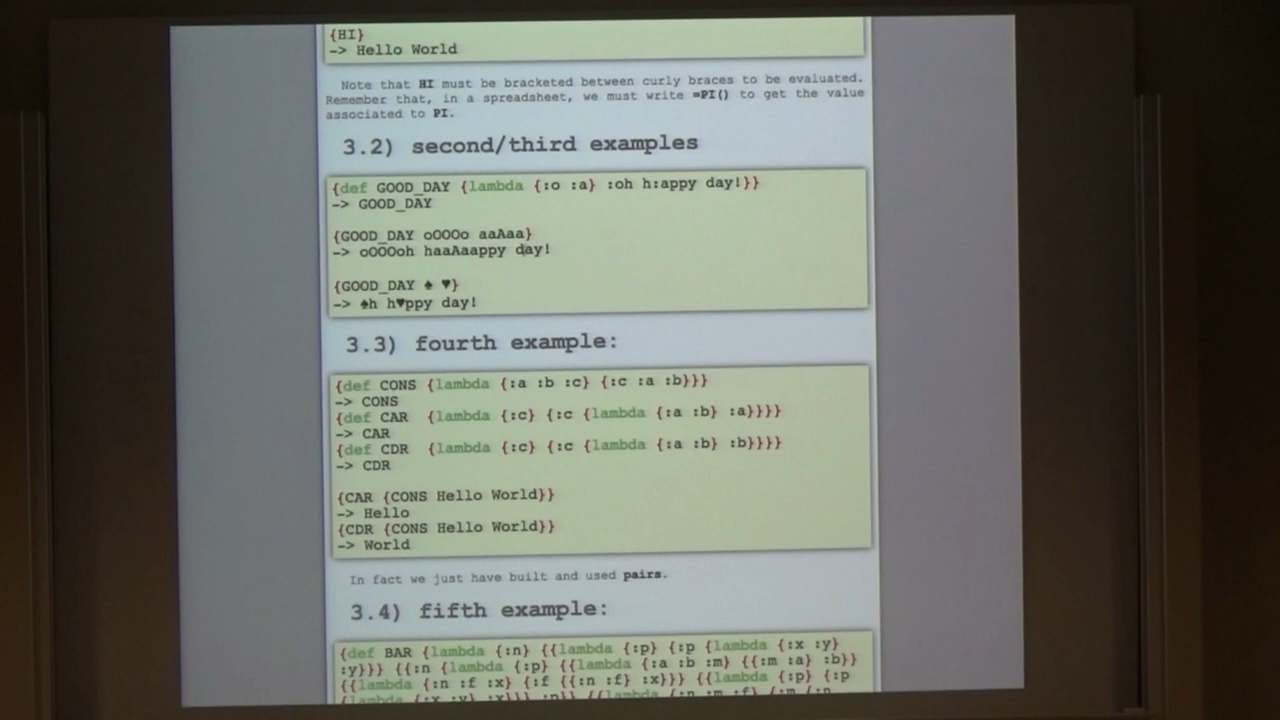 {HI}
-> Hello World
Note that HI must be bracketed between curly braces to be evaluated.
Remember that, in a spreadsheet, we must write =PI() to get the value
associated to PI.
3.2) second/third examples
{def GOOD_DAY {lambda {:o :a} :oh h:appy day!}}
-> GOOD_DAY
{GOOD_DAY oOOOo aaAaa}
-> oOOOoh haaAaappy day!
{GOOD_DAY ♠ ♥}
-> ♠h h♥ppy day!
3.3) fourth example:
{def CONS {lambda {:a :b :c} {:c :a :b}}}
-> CONS
{def CAR {lambda {:c} {:c {lambda {:a :b} :a}}}}
-> CAR
{def CDR {lambda {:c} {:c {lambda {:a :b} :b}}}}
-> CDR
{CAR {CONS Hello World}}
-> Hello
{CDR {CONS Hello World}}
-> World
In fact we just have built and used pairs.
3.4) fifth example:
{def BAR {lambda {:n} {{lambda {:p} {:p {lambda {:x :y}
:y}}} {{:n {lambda {:p} {{lambda {:a :b :m} {{:m :a} :b}}
{{lambda {:n :f :x} {:f {{:n :f} :x}}} {{lambda {:p} {:p